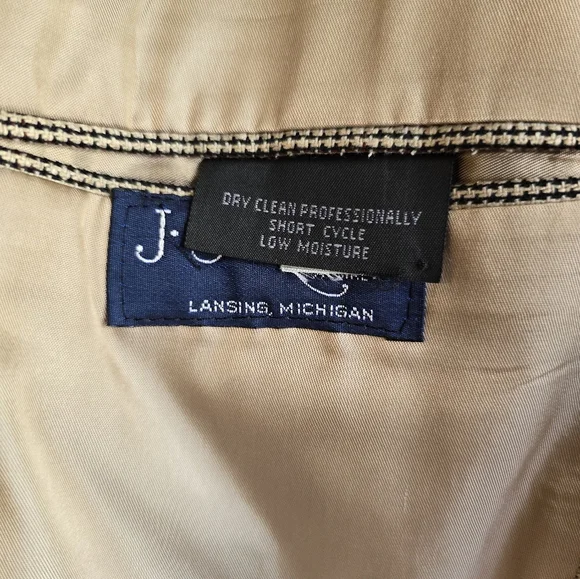 DRY CLEAN PROFESSIONALLY
SHORT CYCLE
LOW MOISTURE
J.
LANSING, MICHIGAN